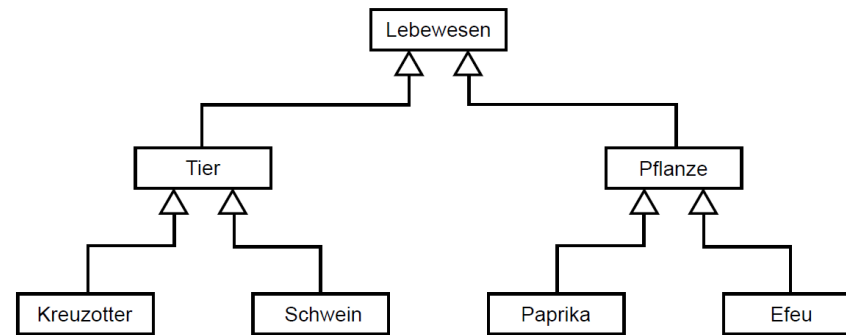 Lebewesen
Tier
Pflanze
Kreuzotter
Schwein
Paprika
Efeu